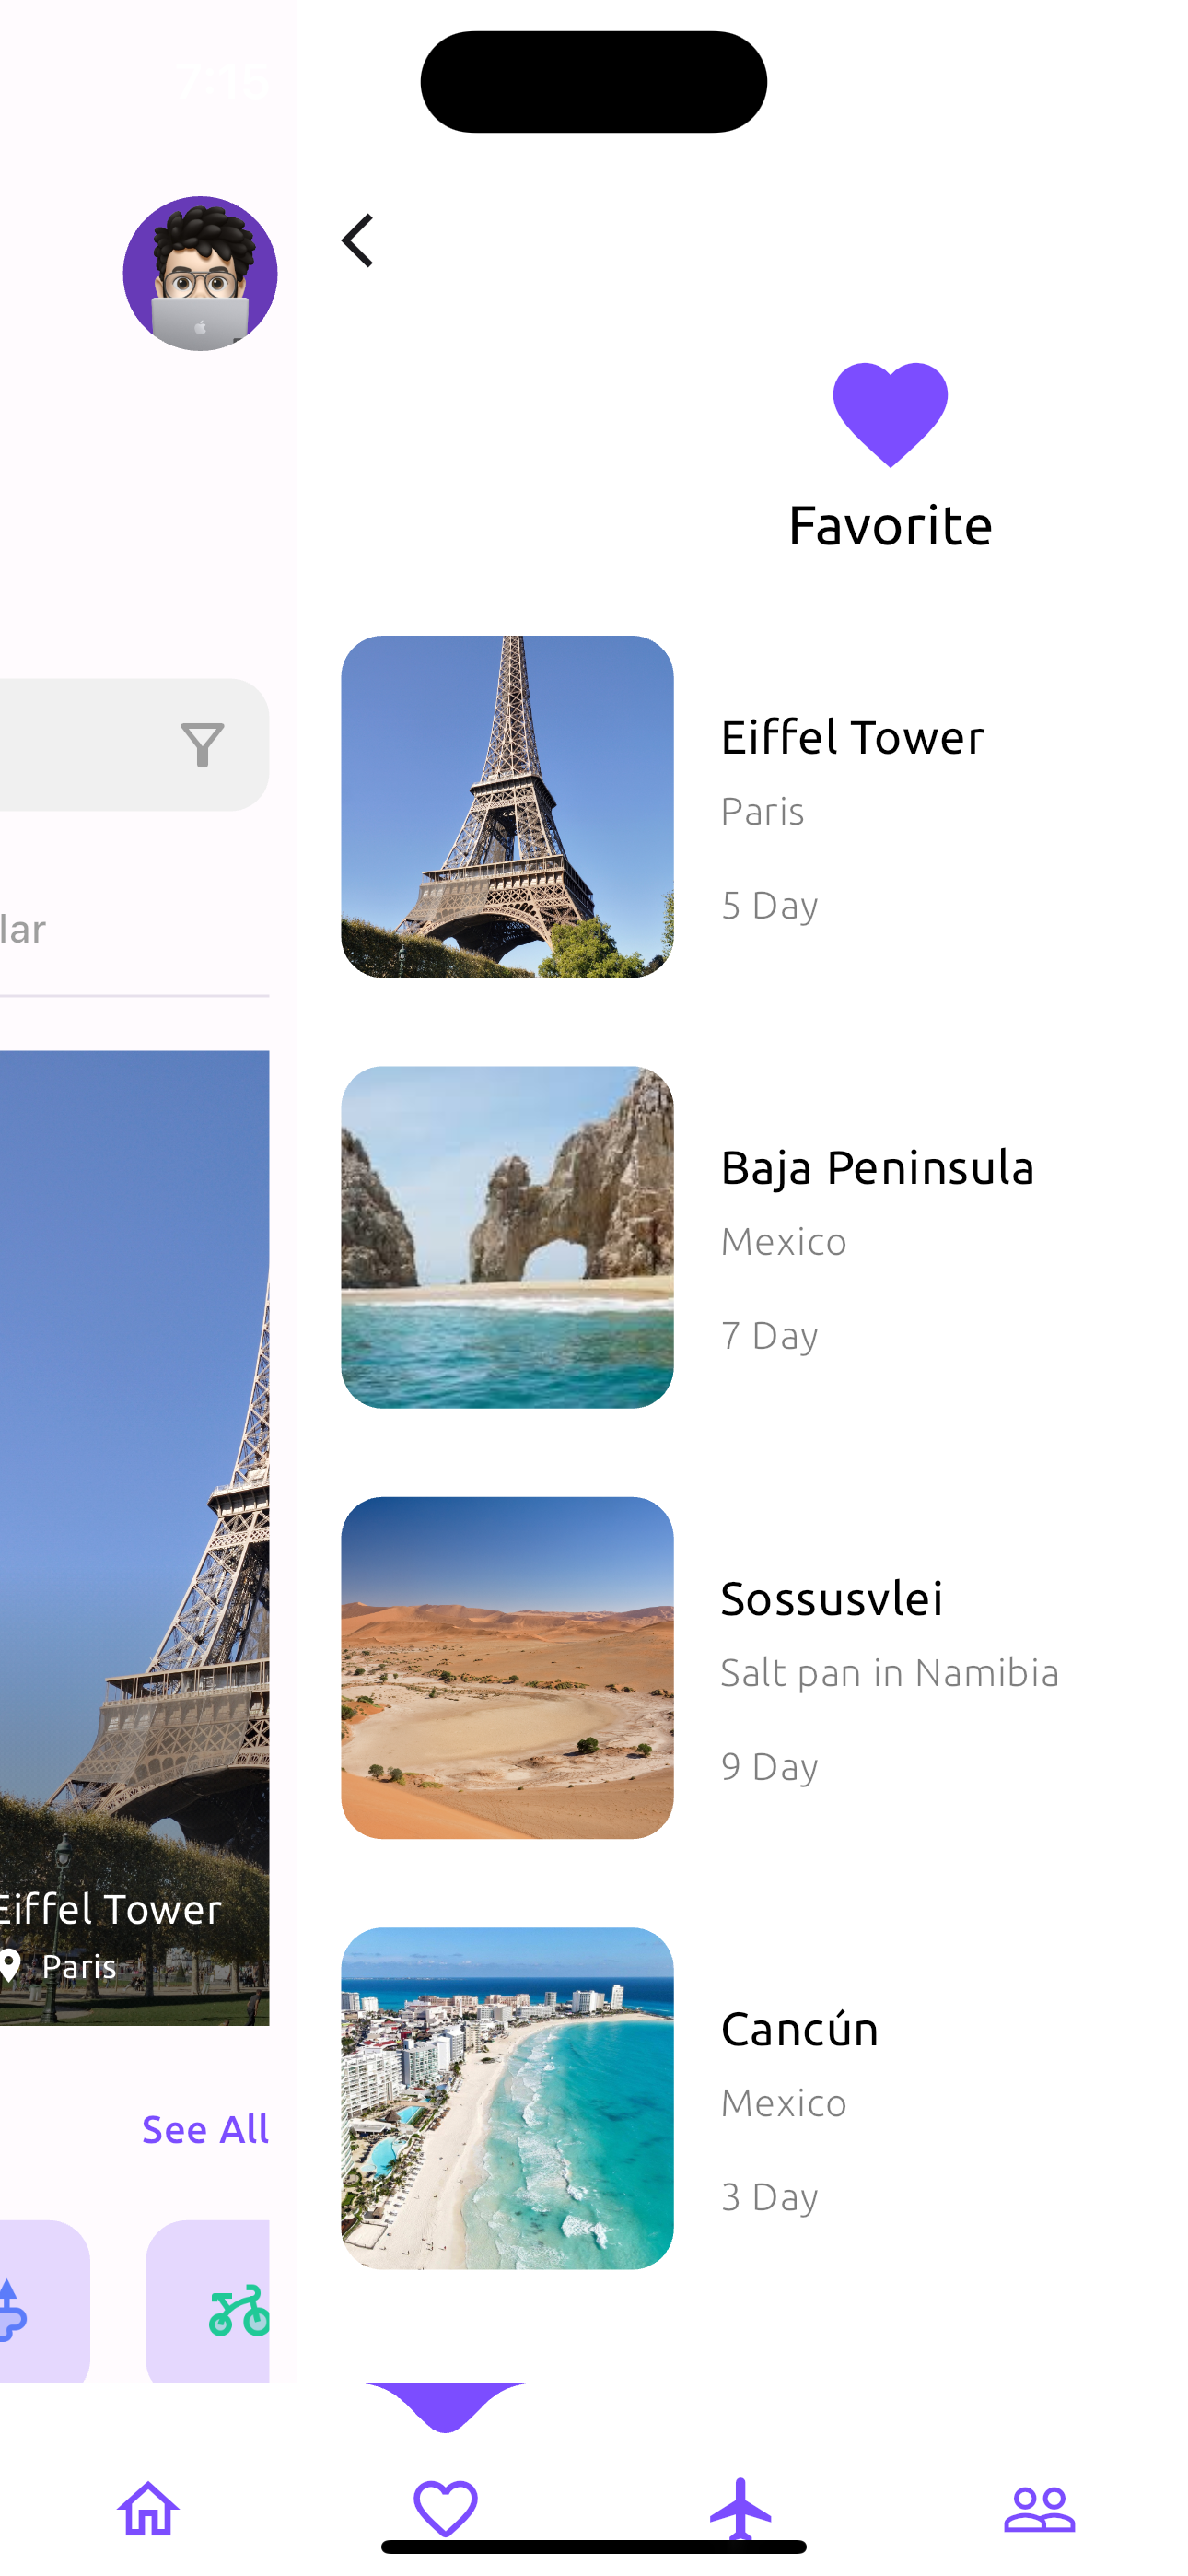 7:15
lar
Eiffel Tower
Paris
See All
Favorite
Eiffel Tower
Paris
5 Day
Baja Peninsula
Mexico
7 Day
Sossusvlei
Salt pan in Namibia
9 Day
Cancún
Mexico
3 Day